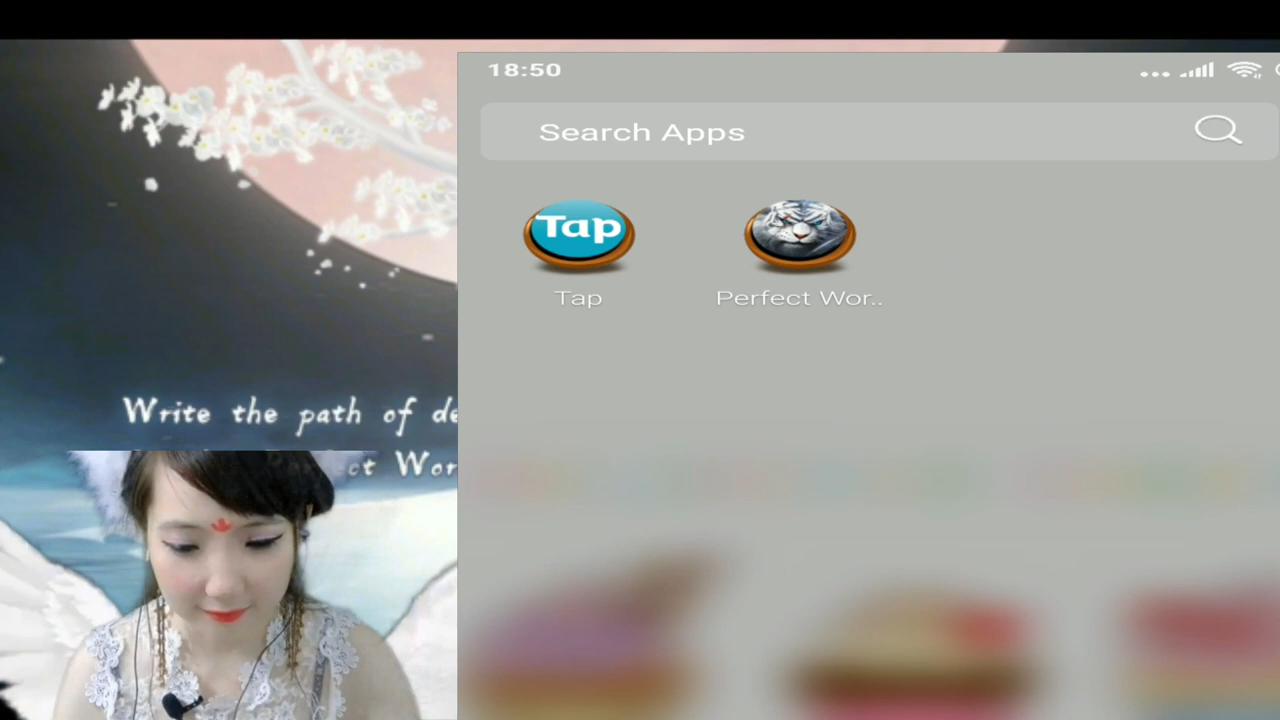 18:50
Search Apps
Tap
Tap
Perfect Wor..
Write the path of de
ct Wor